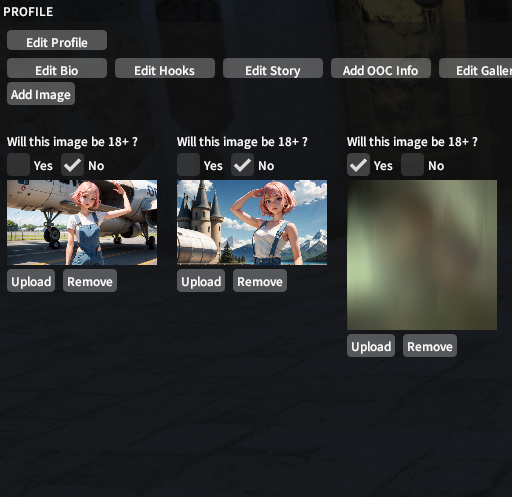 PROFILE
Edit Profile
Edit Bio Edit Hooks Edit Story Add OOC Info Edit Galler
Add Image
Will this image be 18+ ? Will this image be 18+ ? Will this image be 18+ ?
Yes No Yes No Yes No
Upload Remove Upload Remove
Upload Remove